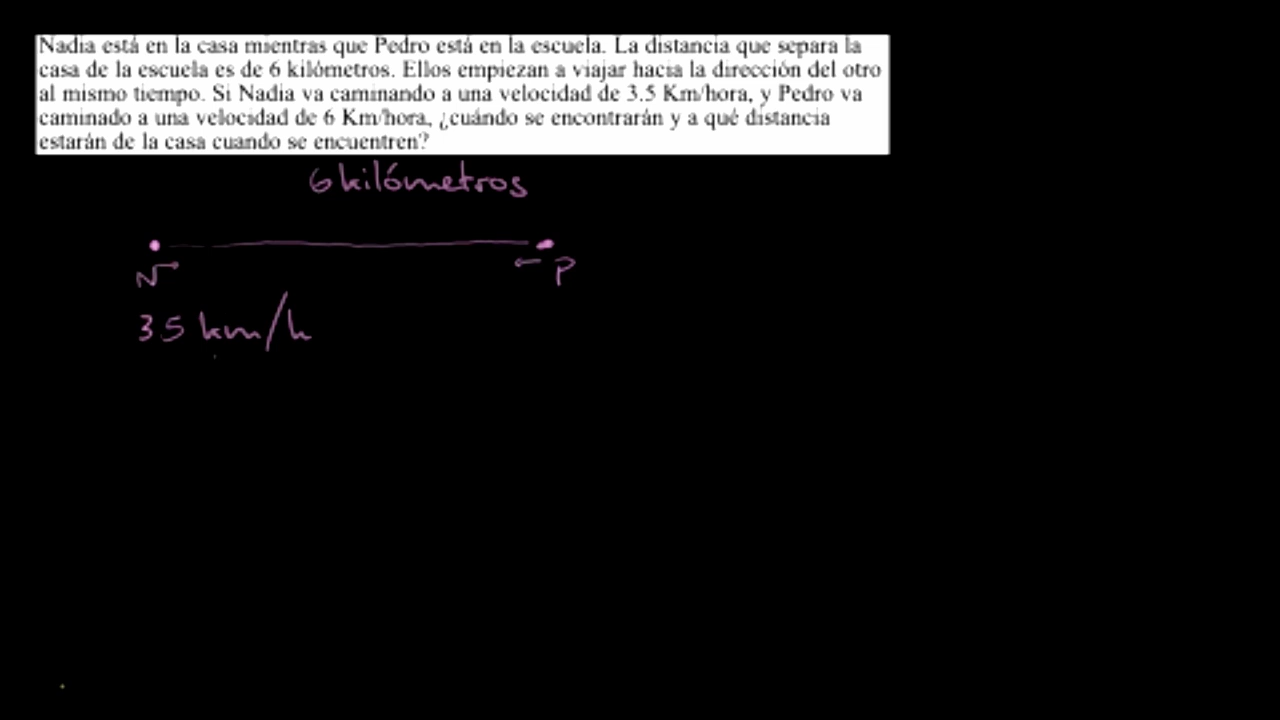 Nadia está en la casa mientras que Pedro está en la escuela. La distancia que separa la
casa de la escuela es de 6 kilómetros. Ellos empiezan a viajar hacia la dirección del otro
al mismo tiempo. Si Nadia va caminando a una velocidad de 3.5 Km/hora, y Pedro va
caminado a una velocidad de 6 Km/hora, ¿cuándo se encontrarán y a qué distancia
estarán de la casa cuando se encuentren?
6 kilómetros
N P
3.5 km/h